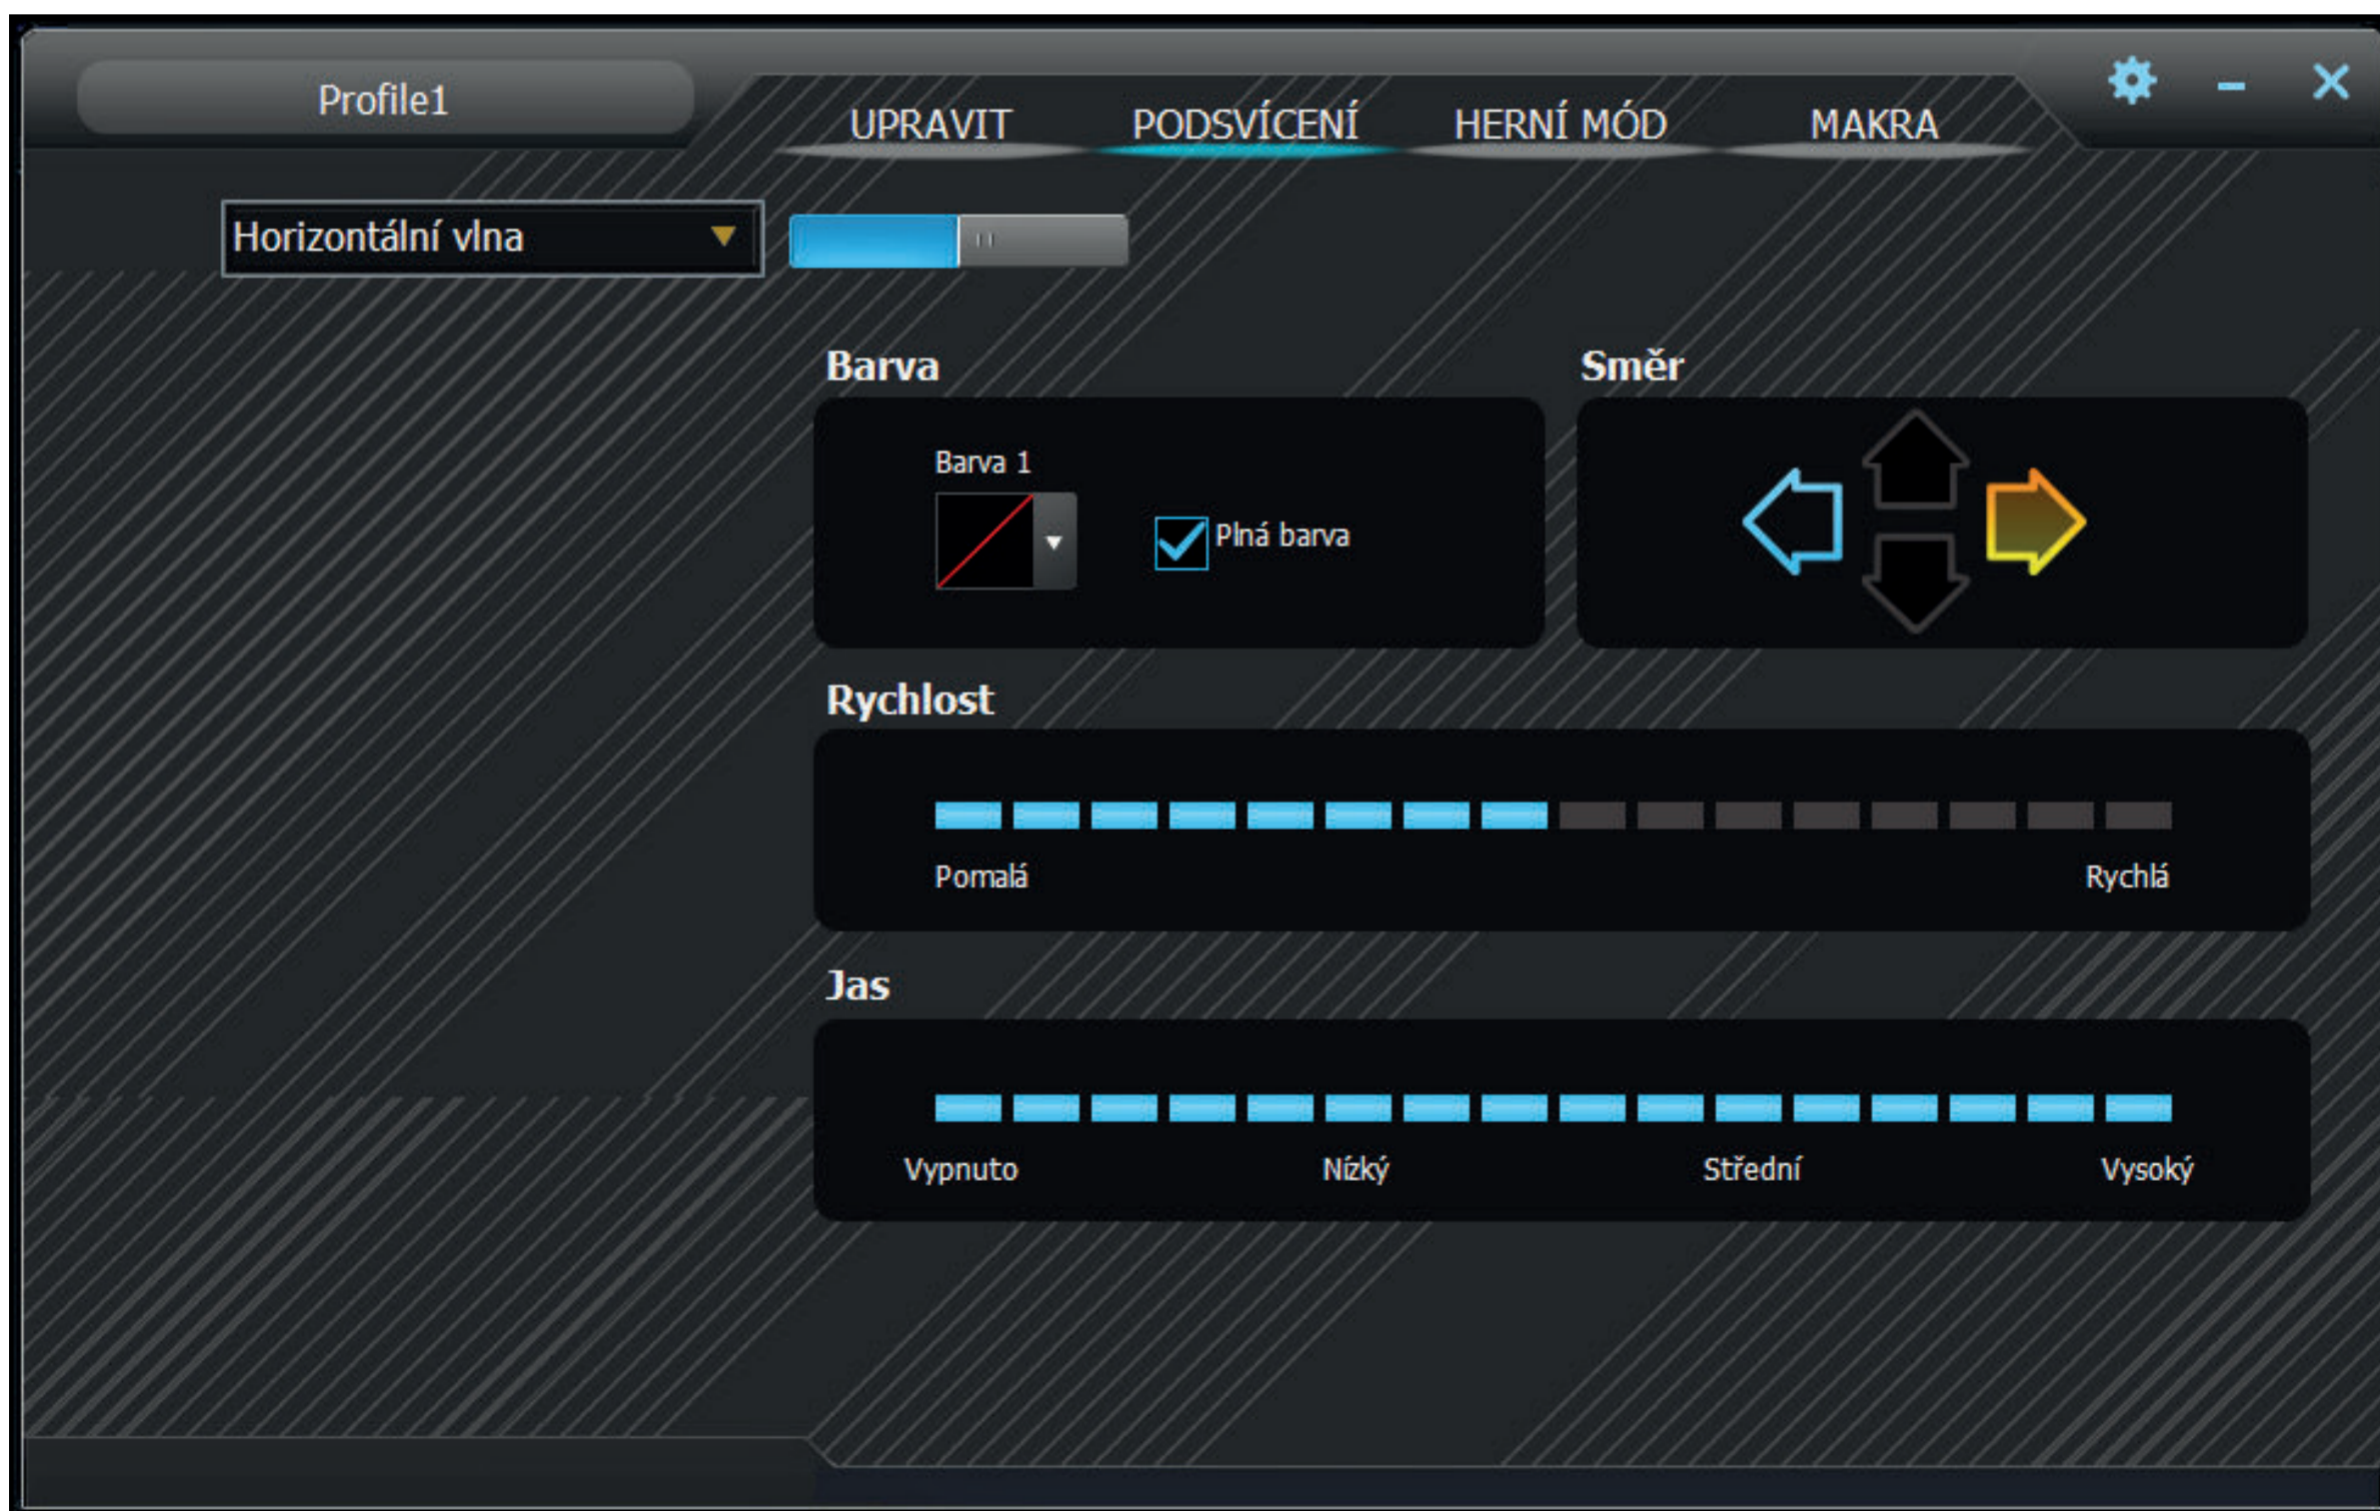 Profile1
UPRAVIT PODSVÍCENÍ HERNÍ MÓD MAKRA
Horizontální vlna
Barva Směr
Barva 1
Plná barva
Rychlost
Pomalá Rychlá
Jas
Vypnuto Nízký Střední Vysoký